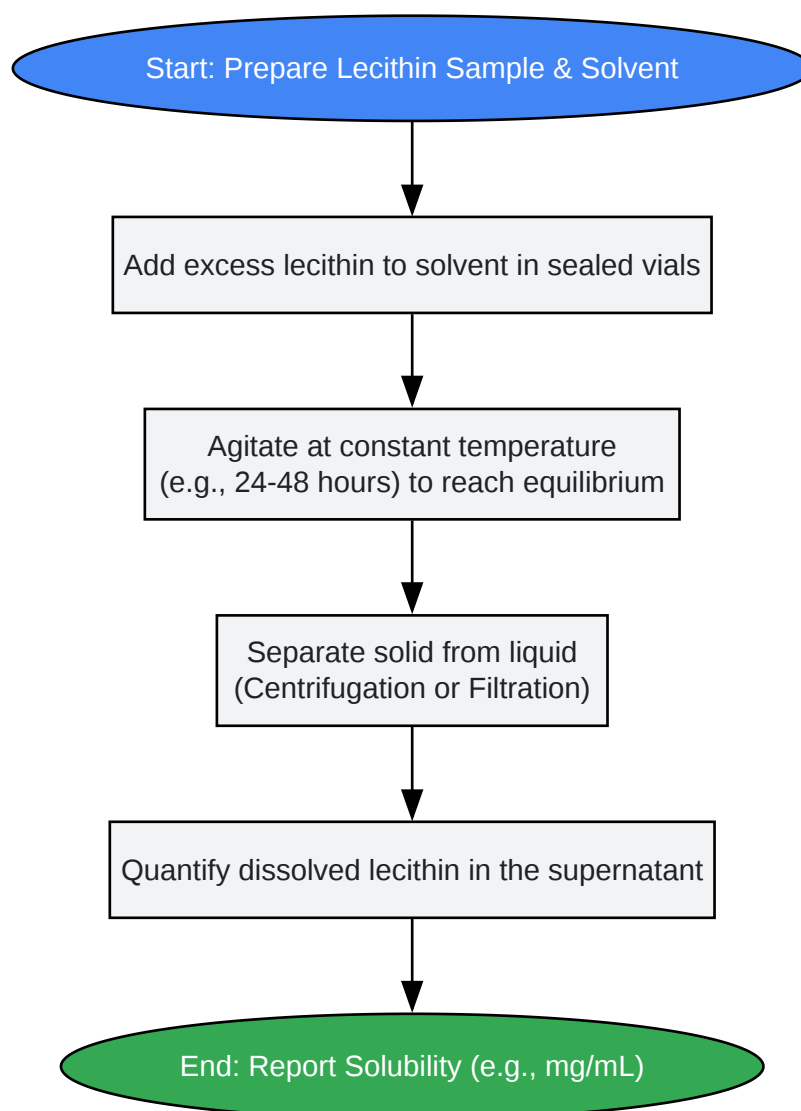 Start: Prepare Lecithin Sample & Solvent
Add excess lecithin to solvent in sealed vials
Agitate at constant temperature
(e.g., 24-48 hours) to reach equilibrium
Separate solid from liquid
(Centrifugation or Filtration)
Quantify dissolved lecithin in the supernatant
End: Report Solubility (e.g., mg/mL)